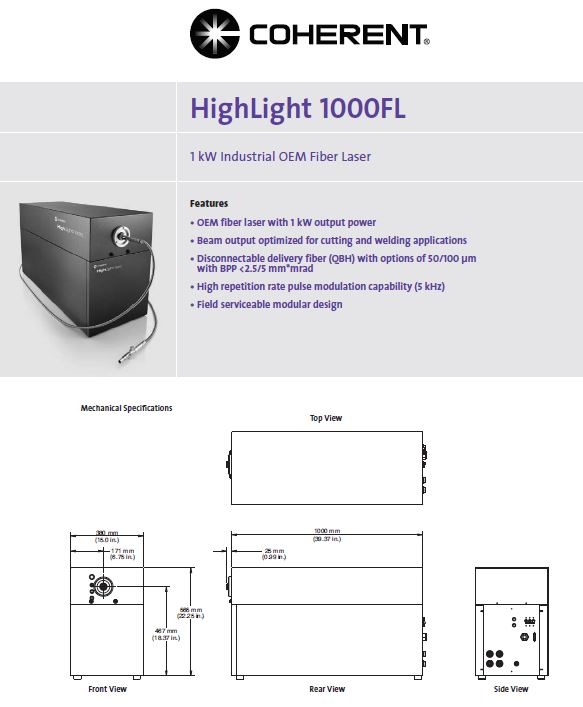 COHERENT®
HighLight 1000FL
1 kW Industrial OEM Fiber Laser
Features
• OEM fiber laser with 1 kW output power
• Beam output optimized for cutting and welding applications
• Disconnectable delivery fiber (QBH) with options of 50/100 µm
with BPP <2.5/5 mm*mrad
• High repetition rate pulse modulation capability (5 kHz)
• Field serviceable modular design
Mechanical Specifications
Top View
380 mm
(15.0 in.)
171 mm
(6.75 in.)
1000 mm
(39.37 in.)
25 mm
(0.99 in.)
(22.25 in.)
467 mm
(18.37 in.)
Front View
Rear View
Side View